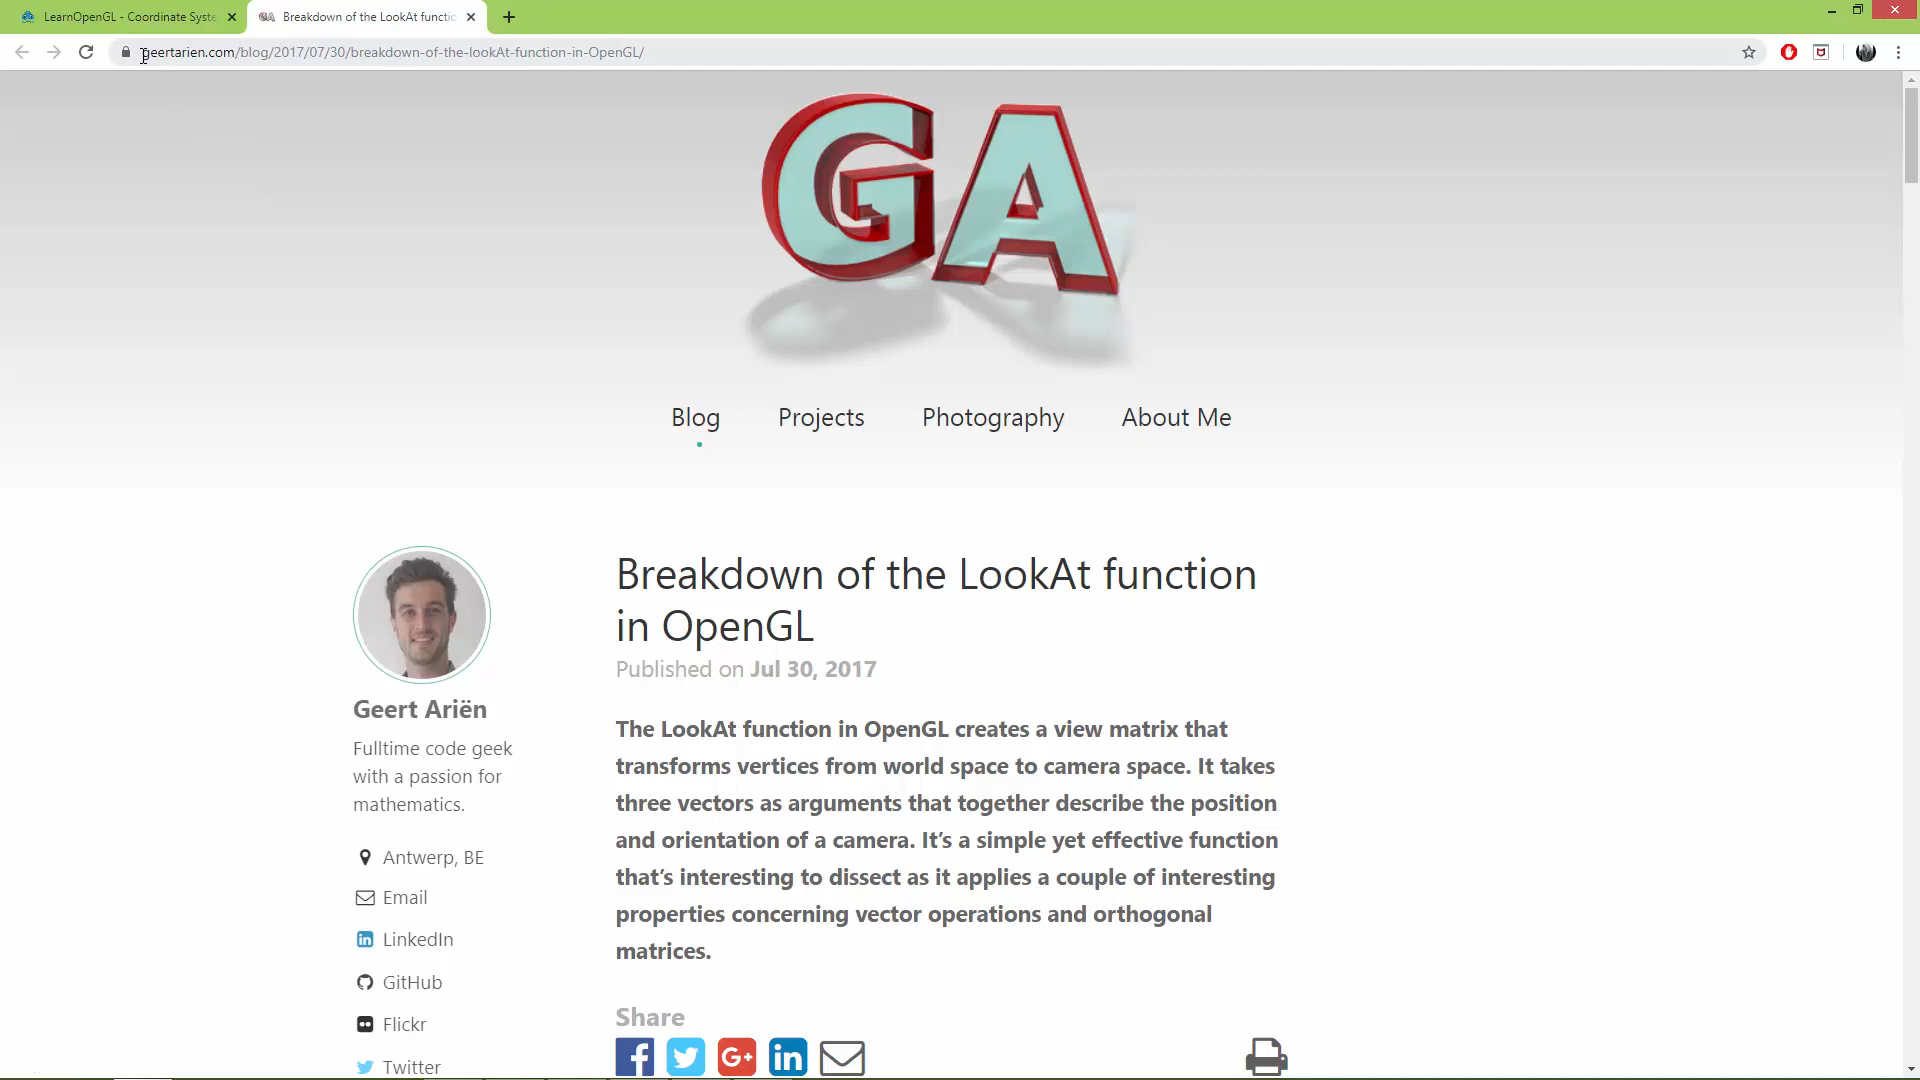 LearnOpenGL - Coordinate Syste
Breakdown of the LookAt functio
geertarien.com/blog/2017/07/30/breakdown-of-the-lookAt-function-in-OpenGL/
GA
Blog
Projects
Photography
About Me
Geert Ariën
Fulltime code geek
with a passion for
mathematics.
Antwerp, BE
Email
LinkedIn
GitHub
Flickr
Twitter
Breakdown of the LookAt function
in OpenGL
Published on Jul 30, 2017
The LookAt function in OpenGL creates a view matrix that
transforms vertices from world space to camera space. It takes
three vectors as arguments that together describe the position
and orientation of a camera. It’s a simple yet effective function
that’s interesting to dissect as it applies a couple of interesting
properties concerning vector operations and orthogonal
matrices.
Share